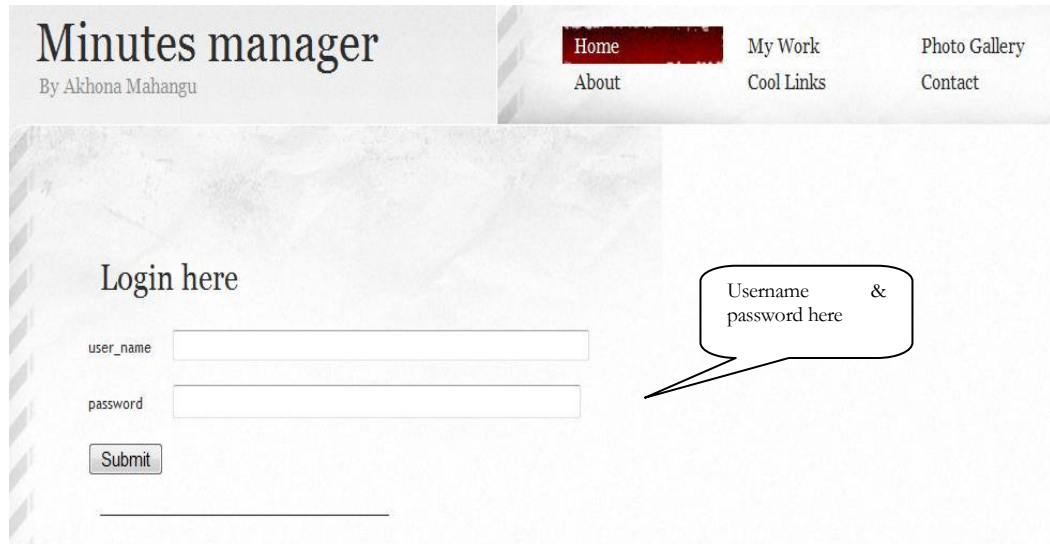 Minutes manager
By Akhona Mahangu
Home My Work Photo Gallery
About Cool Links Contact
Login here
Username &
password here
user_name
password
Submit